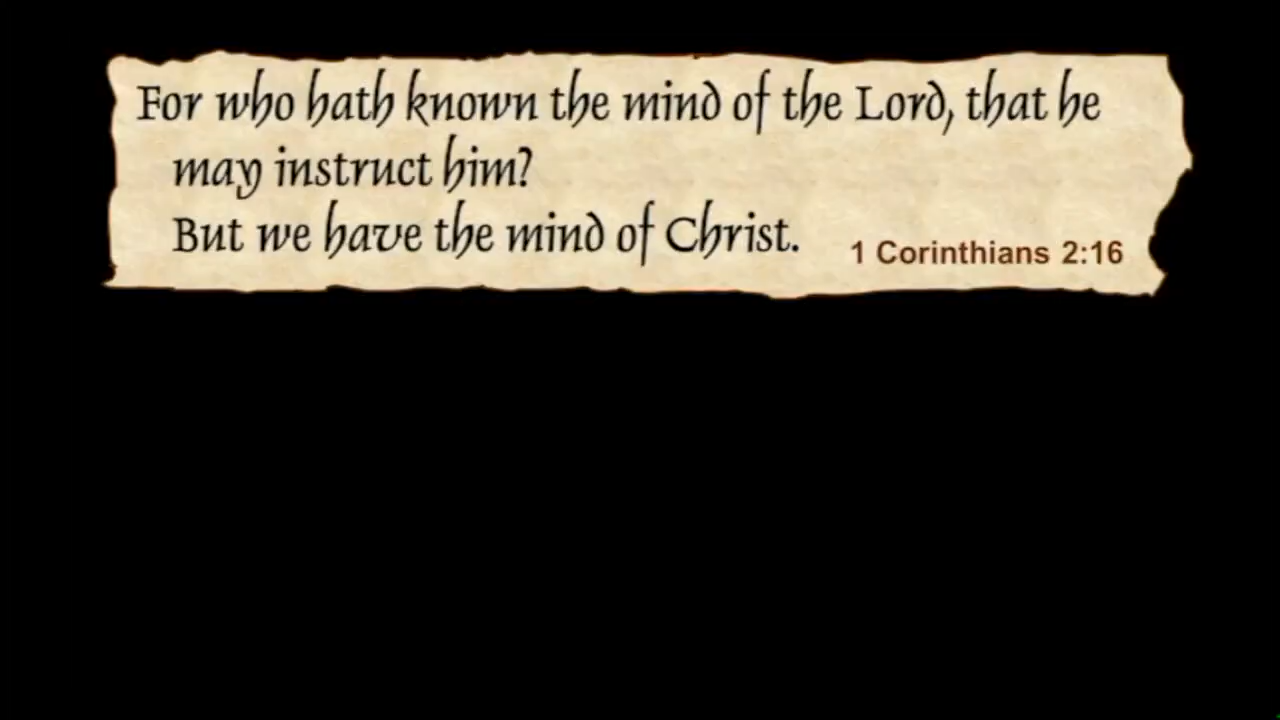 For who hath known the mind of the Lord, that he
may instruct him?
But we have the mind of Christ.
1 Corinthians 2:16